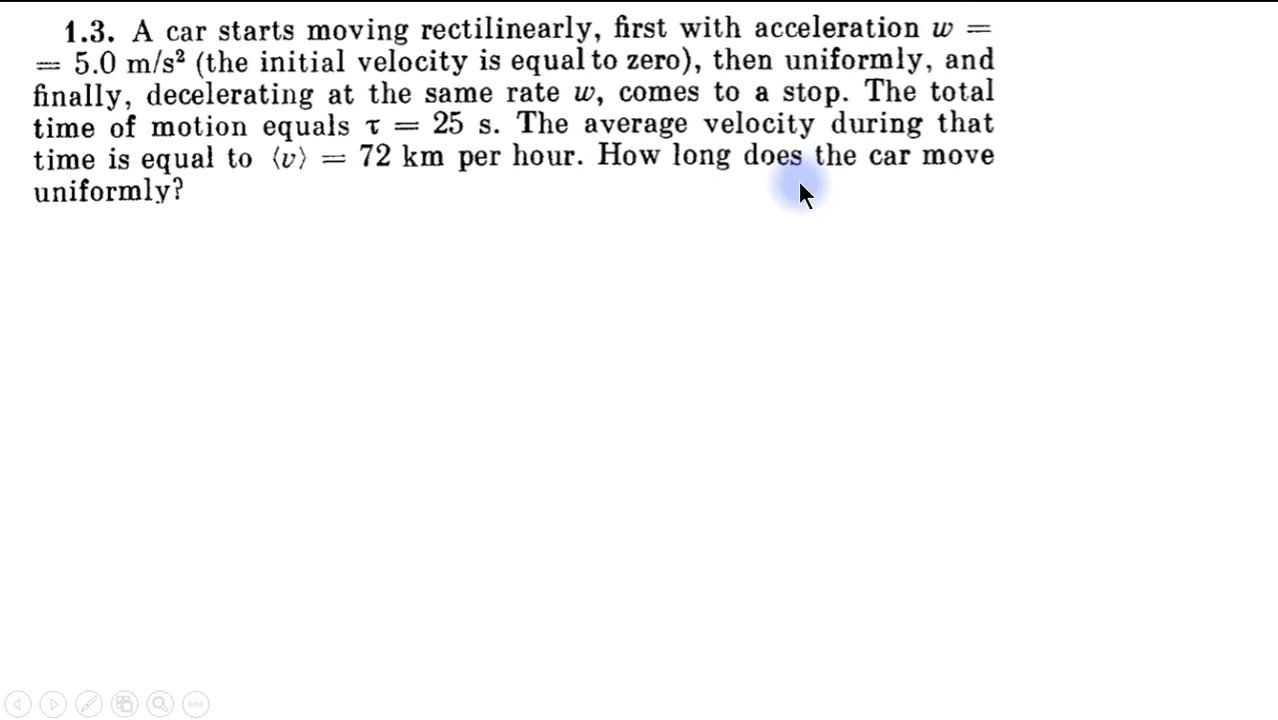 1.3. A car starts moving rectilinearly, first with acceleration w =
= 5.0 m/s² (the initial velocity is equal to zero), then uniformly, and
finally, decelerating at the same rate w, comes to a stop. The total
time of motion equals τ = 25 s. The average velocity during that
time is equal to ⟨v⟩ = 72 km per hour. How long does the car move
uniformly?